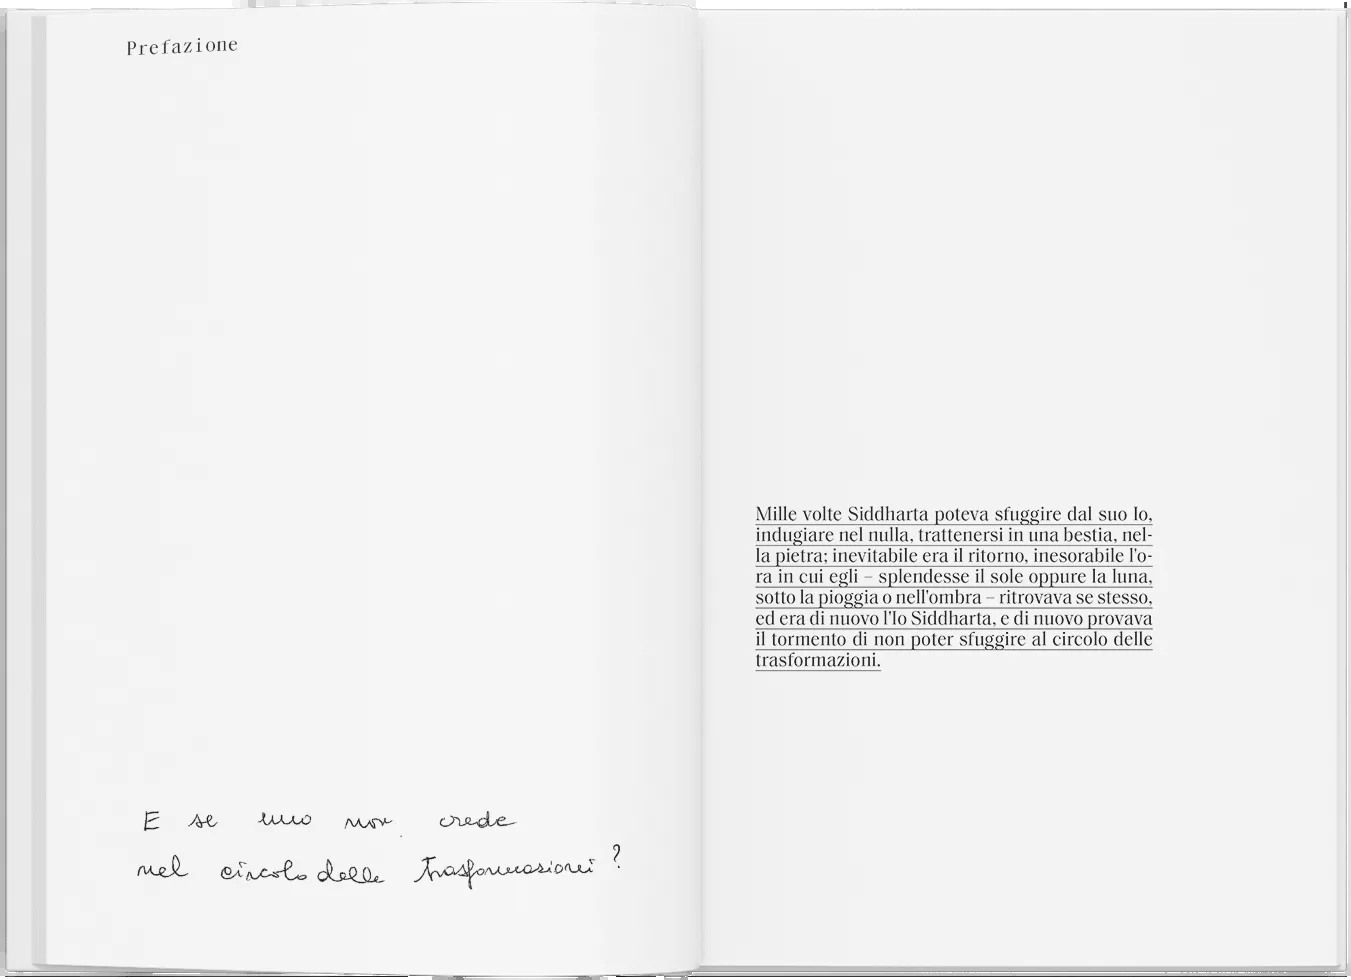 Prefazione
E se uno non crede
nel circolo delle trasformazioni ?
Mille volte Siddharta poteva sfuggire dal suo Io,
indugiare nel nulla, trattenersi in una bestia, nel-
la pietra; inevitabile era il ritorno, inesorabile l'o-
ra in cui egli – splendesse il sole oppure la luna,
sotto la pioggia o nell'ombra – ritrovava se stesso,
ed era di nuovo l'Io Siddharta, e di nuovo provava
il tormento di non poter sfuggire al circolo delle
trasformazioni.